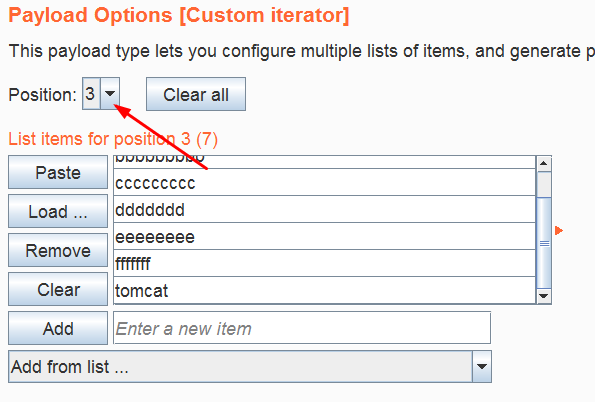 Payload Options [Custom iterator]
This payload type lets you configure multiple lists of items, and generate p
Position: 3
Clear all
List items for position 3 (7)
Paste
Load ...
Remove
Clear
bbbbbbbbb
ccccccccc
ddddddd
eeeeeeee
fffffff
tomcat
Add
Enter a new item
Add from list ...